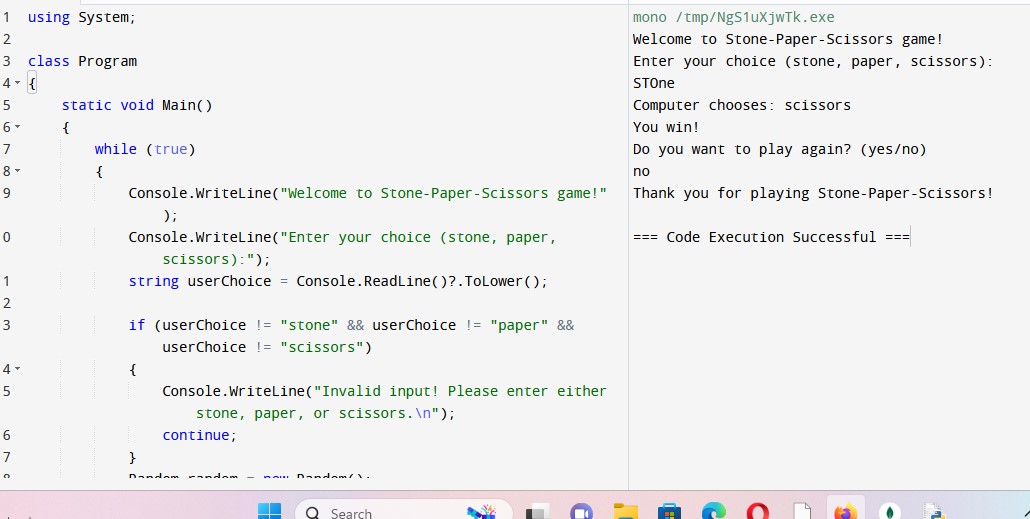 1 using System;
2
3 class Program
4 {
5 static void Main()
6 {
7 while (true)
8 {
9 Console.WriteLine("Welcome to Stone-Paper-Scissors game!"
);
0 Console.WriteLine("Enter your choice (stone, paper,
scissors):");
1 string userChoice = Console.ReadLine()?.ToLower();
2
3 if (userChoice != "stone" && userChoice != "paper" &&
userChoice != "scissors")
4 {
5 Console.WriteLine("Invalid input! Please enter either
stone, paper, or scissors.\n");
6 continue;
7 }
8 Random random = new Random();
mono /tmp/NgS1uXjwTk.exe
Welcome to Stone-Paper-Scissors game!
Enter your choice (stone, paper, scissors):
STOne
Computer chooses: scissors
You win!
Do you want to play again? (yes/no)
no
Thank you for playing Stone-Paper-Scissors!
=== Code Execution Successful ===
Search